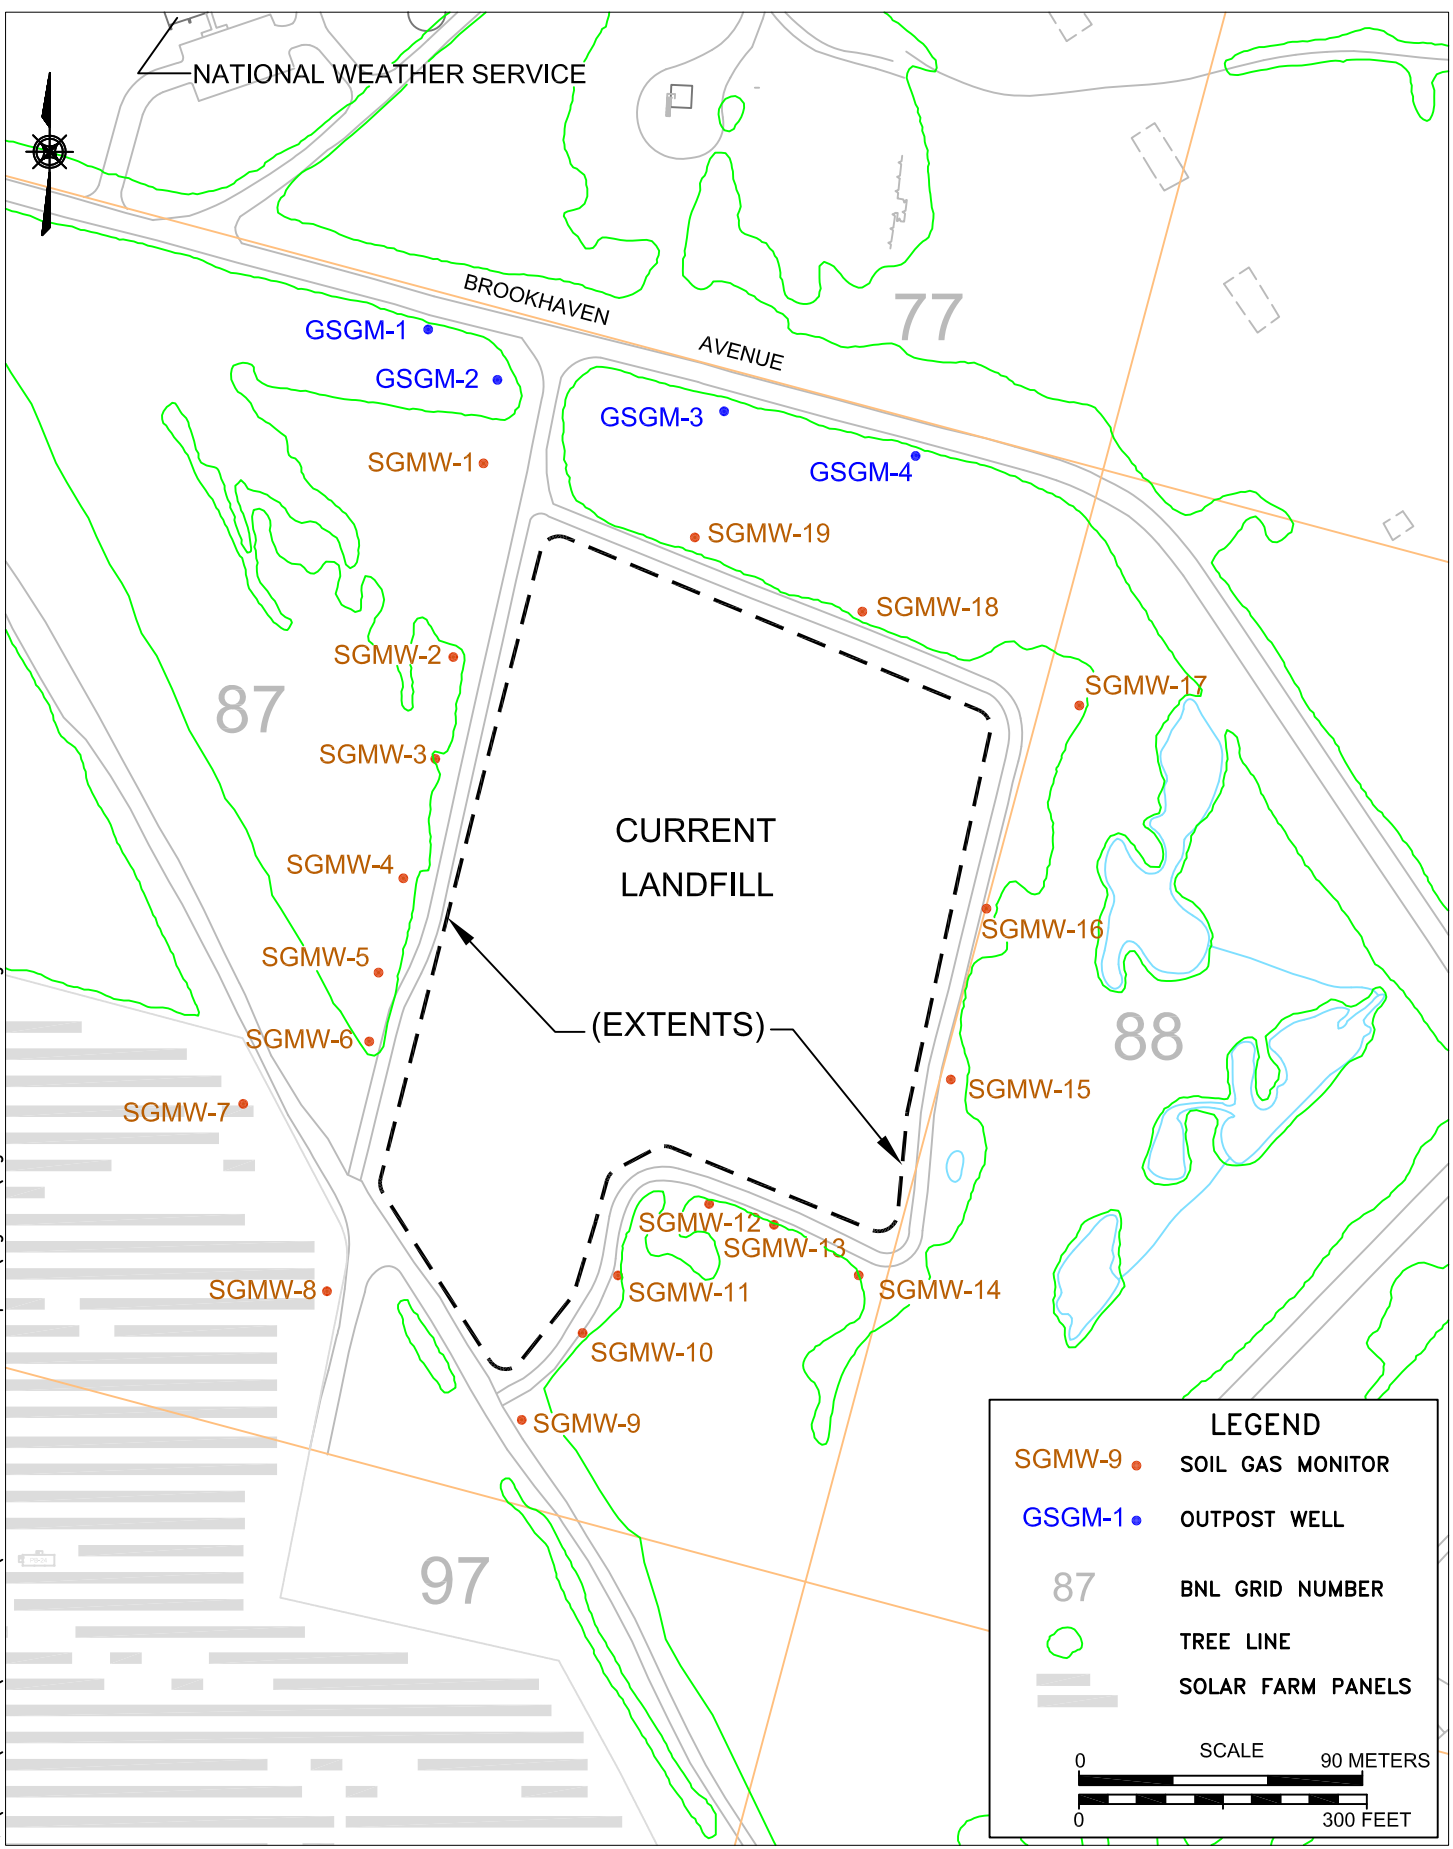 NATIONAL WEATHER SERVICE
BROOKHAVEN
AVENUE
77
GSGM-1
GSGM-2
GSGM-3
GSGM-4
SGMW-1
SGMW-19
SGMW-18
SGMW-2
SGMW-17
87
SGMW-3
CURRENT
LANDFILL
SGMW-4
SGMW-16
SGMW-5
(EXTENTS)
SGMW-6
88
SGMW-15
SGMW-7
SGMW-12
SGMW-13
SGMW-8
SGMW-11
SGMW-14
SGMW-10
SGMW-9
97
LEGEND
SGMW-9 SOIL GAS MONITOR
GSGM-1 OUTPOST WELL
87 BNL GRID NUMBER
TREE LINE
SOLAR FARM PANELS
SCALE
0 90 METERS
0 300 FEET